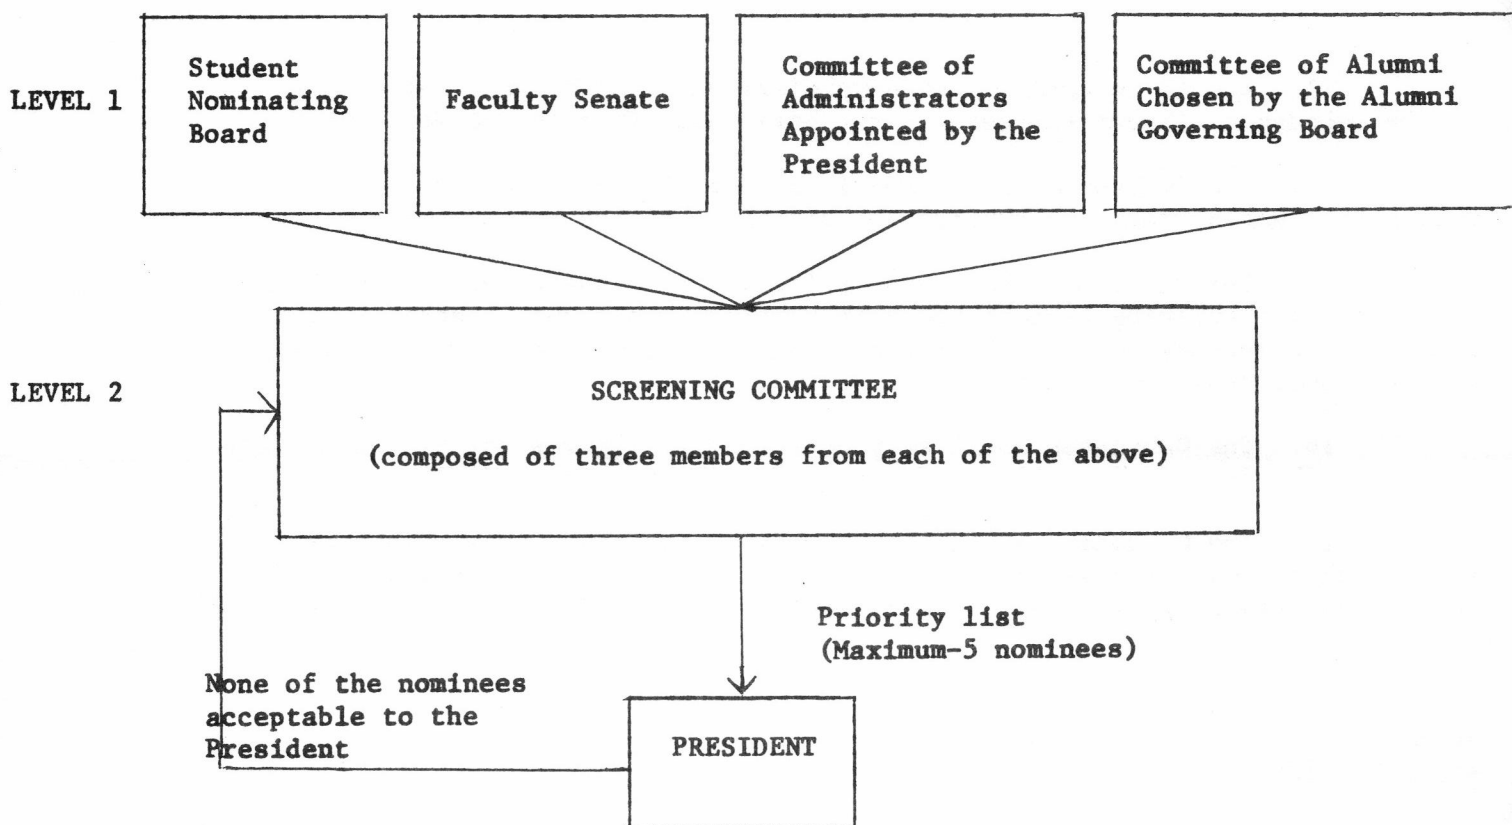 LEVEL 1
Student
Nominating
Board
Faculty Senate
Committee of
Administrators
Appointed by the
President
Committee of Alumni
Chosen by the Alumni
Governing Board
LEVEL 2
SCREENING COMMITTEE
(composed of three members from each of the above)
Priority list
(Maximum-5 nominees)
None of the nominees
acceptable to the
President
PRESIDENT